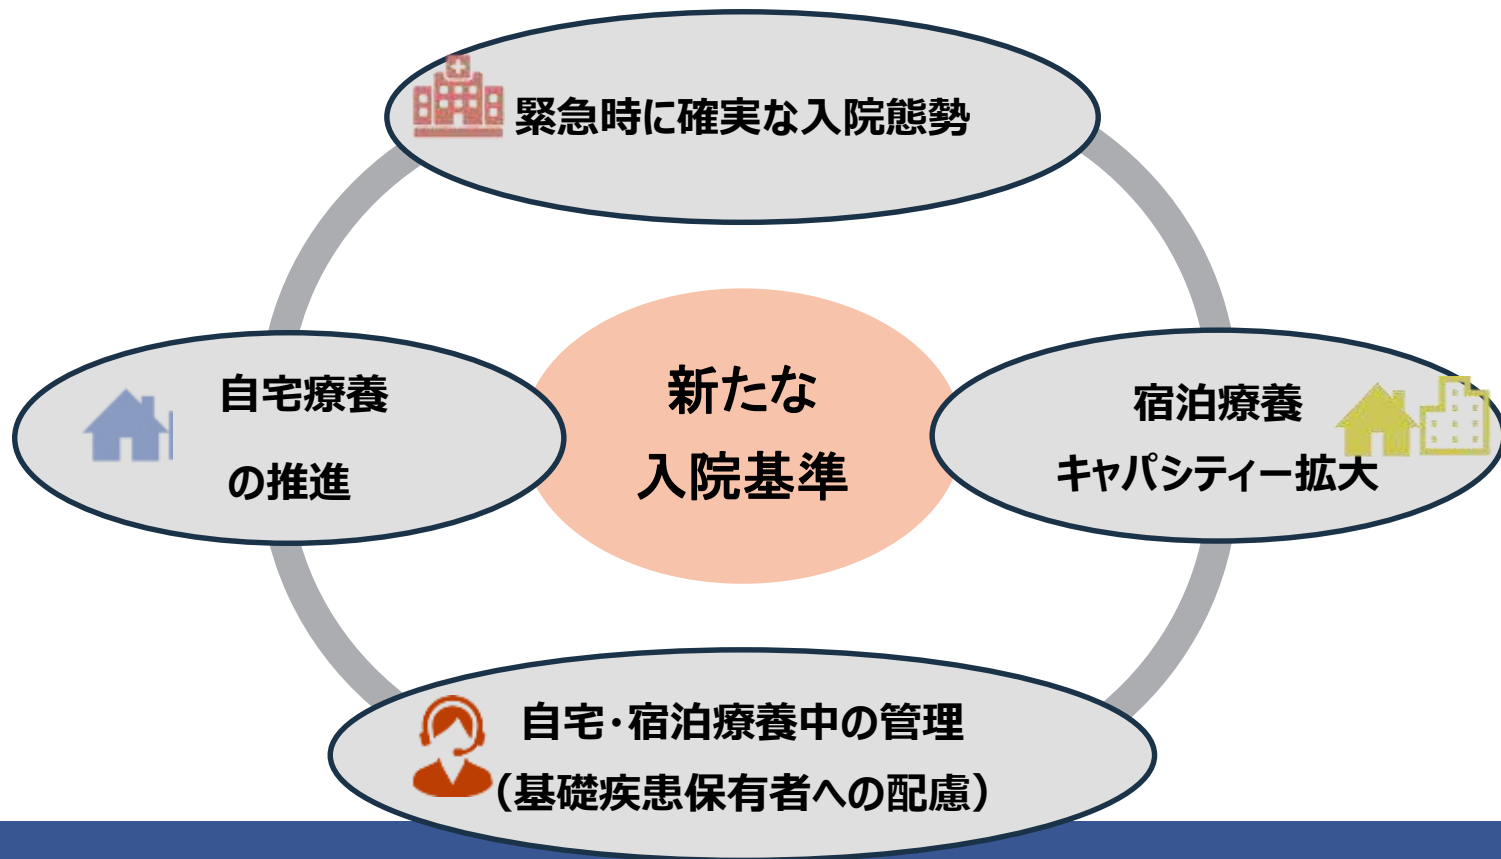 緊急時に確実な入院態勢
自宅療養
の推進
新たな
入院基準
宿泊療養
キャパシティー拡大
自宅・宿泊療養中の管理
（基礎疾患保有者への配慮）